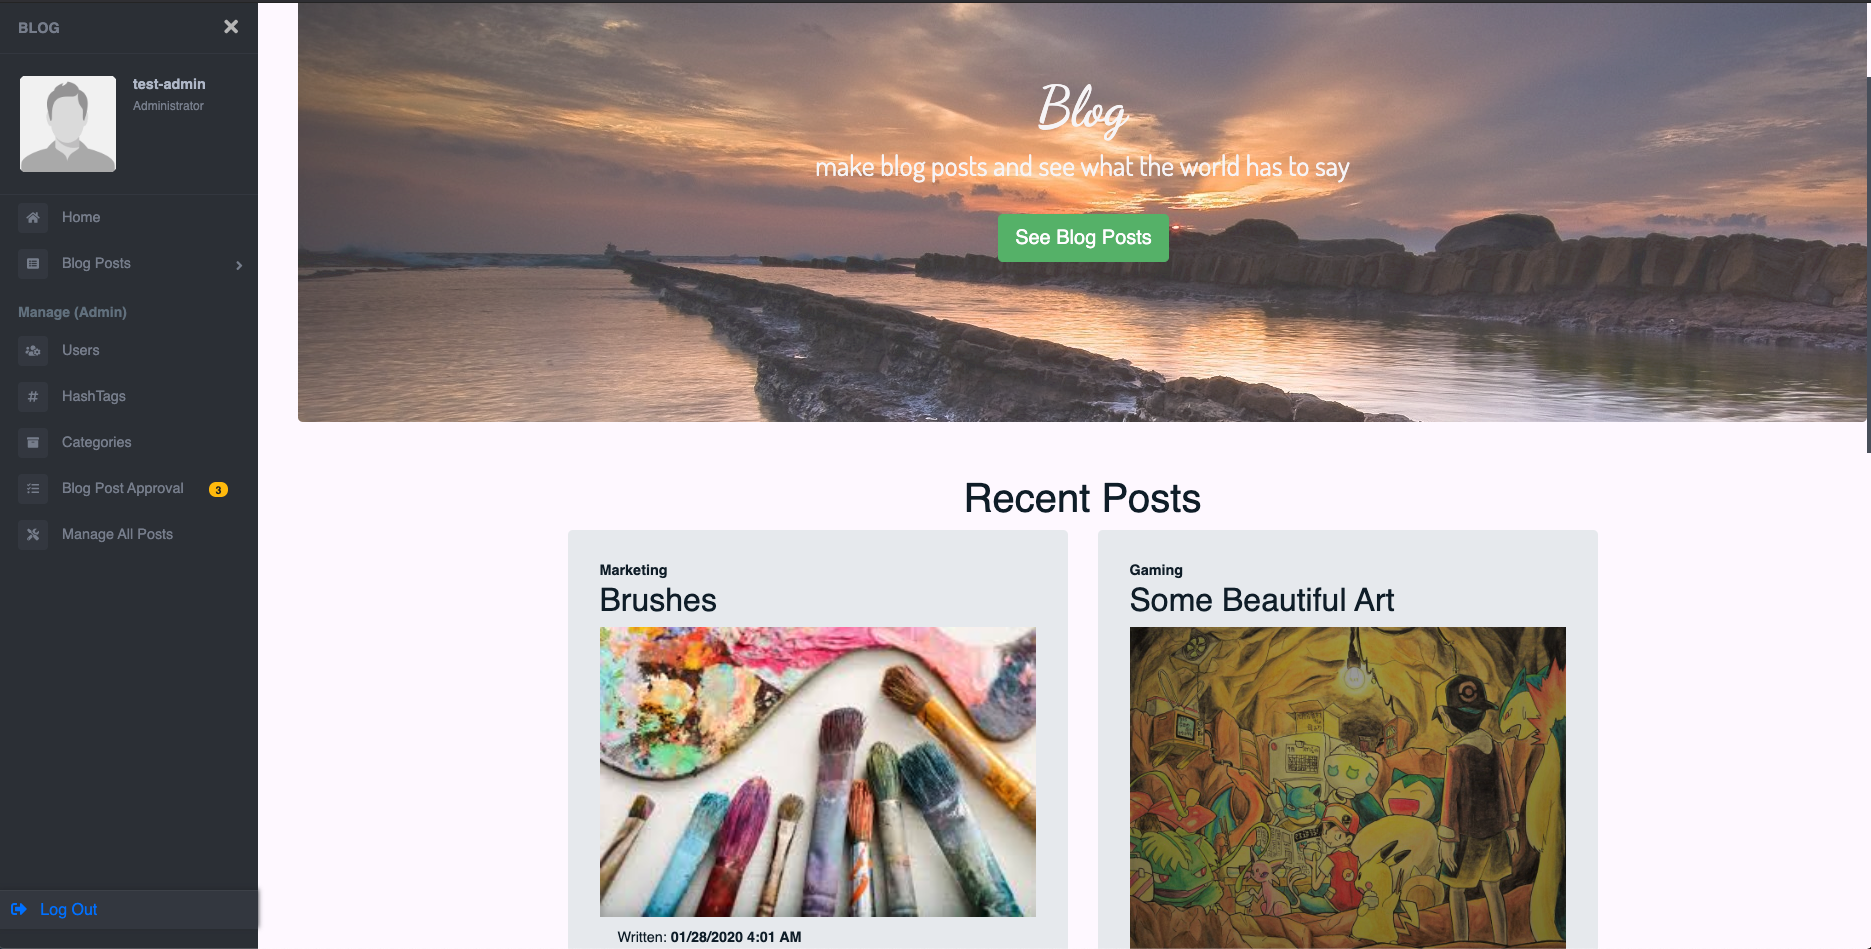 BLOG
test-admin
Administrator
Home
Blog Posts
Manage (Admin)
Users
HashTags
Categories
Blog Post Approval 3
Manage All Posts
Log Out
Blog
make blog posts and see what the world has to say
See Blog Posts
Recent Posts
Marketing
Brushes
Written: 01/28/2020 4:01 AM
Gaming
Some Beautiful Art